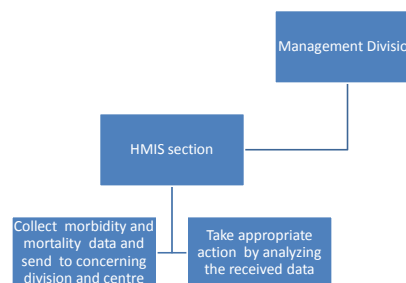 Management Divisio
HMIS section
Collect morbidity and
mortality data and
send to concerning
division and centre
Take appropriate
action by analyzing
the received data